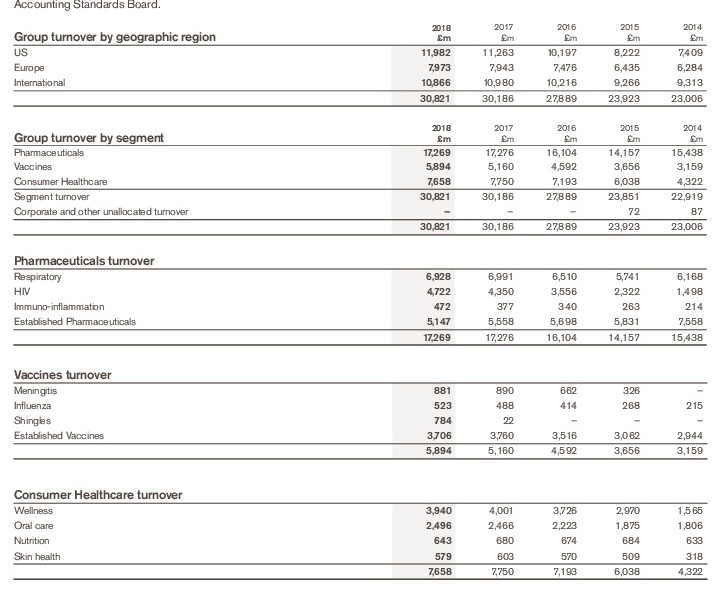 Accounting Standards Board.
Group turnover by geographic region 2018 £m 2017 £m 2016 £m 2015 £m 2014 £m
US 11,982 11,263 10,197 8,222 7,409
Europe 7,973 7,943 7,476 6,435 6,284
International 10,866 10,980 10,216 9,266 9,313
30,821 30,186 27,889 23,923 23,006
Group turnover by segment 2018 £m 2017 £m 2016 £m 2015 £m 2014 £m
Pharmaceuticals 17,269 17,276 16,104 14,157 15,438
Vaccines 5,894 5,160 4,592 3,656 3,159
Consumer Healthcare 7,658 7,750 7,193 6,038 4,322
Segment turnover 30,821 30,186 27,889 23,851 22,919
Corporate and other unallocated turnover – – – 72 87
30,821 30,186 27,889 23,923 23,006
Pharmaceuticals turnover
Respiratory 6,928 6,991 6,510 5,741 6,168
HIV 4,722 4,350 3,556 2,322 1,498
Immuno-inflammation 472 377 340 263 214
Established Pharmaceuticals 5,147 5,558 5,698 5,831 7,558
17,269 17,276 16,104 14,157 15,438
Vaccines turnover
Meningitis 881 890 662 326 –
Influenza 523 488 414 268 215
Shingles 784 22 – – –
Established Vaccines 3,706 3,760 3,516 3,062 2,944
5,894 5,160 4,592 3,656 3,159
Consumer Healthcare turnover
Wellness 3,940 4,001 3,726 2,970 1,565
Oral care 2,496 2,466 2,223 1,875 1,806
Nutrition 643 680 674 684 633
Skin health 579 603 570 509 318
7,658 7,750 7,193 6,038 4,322